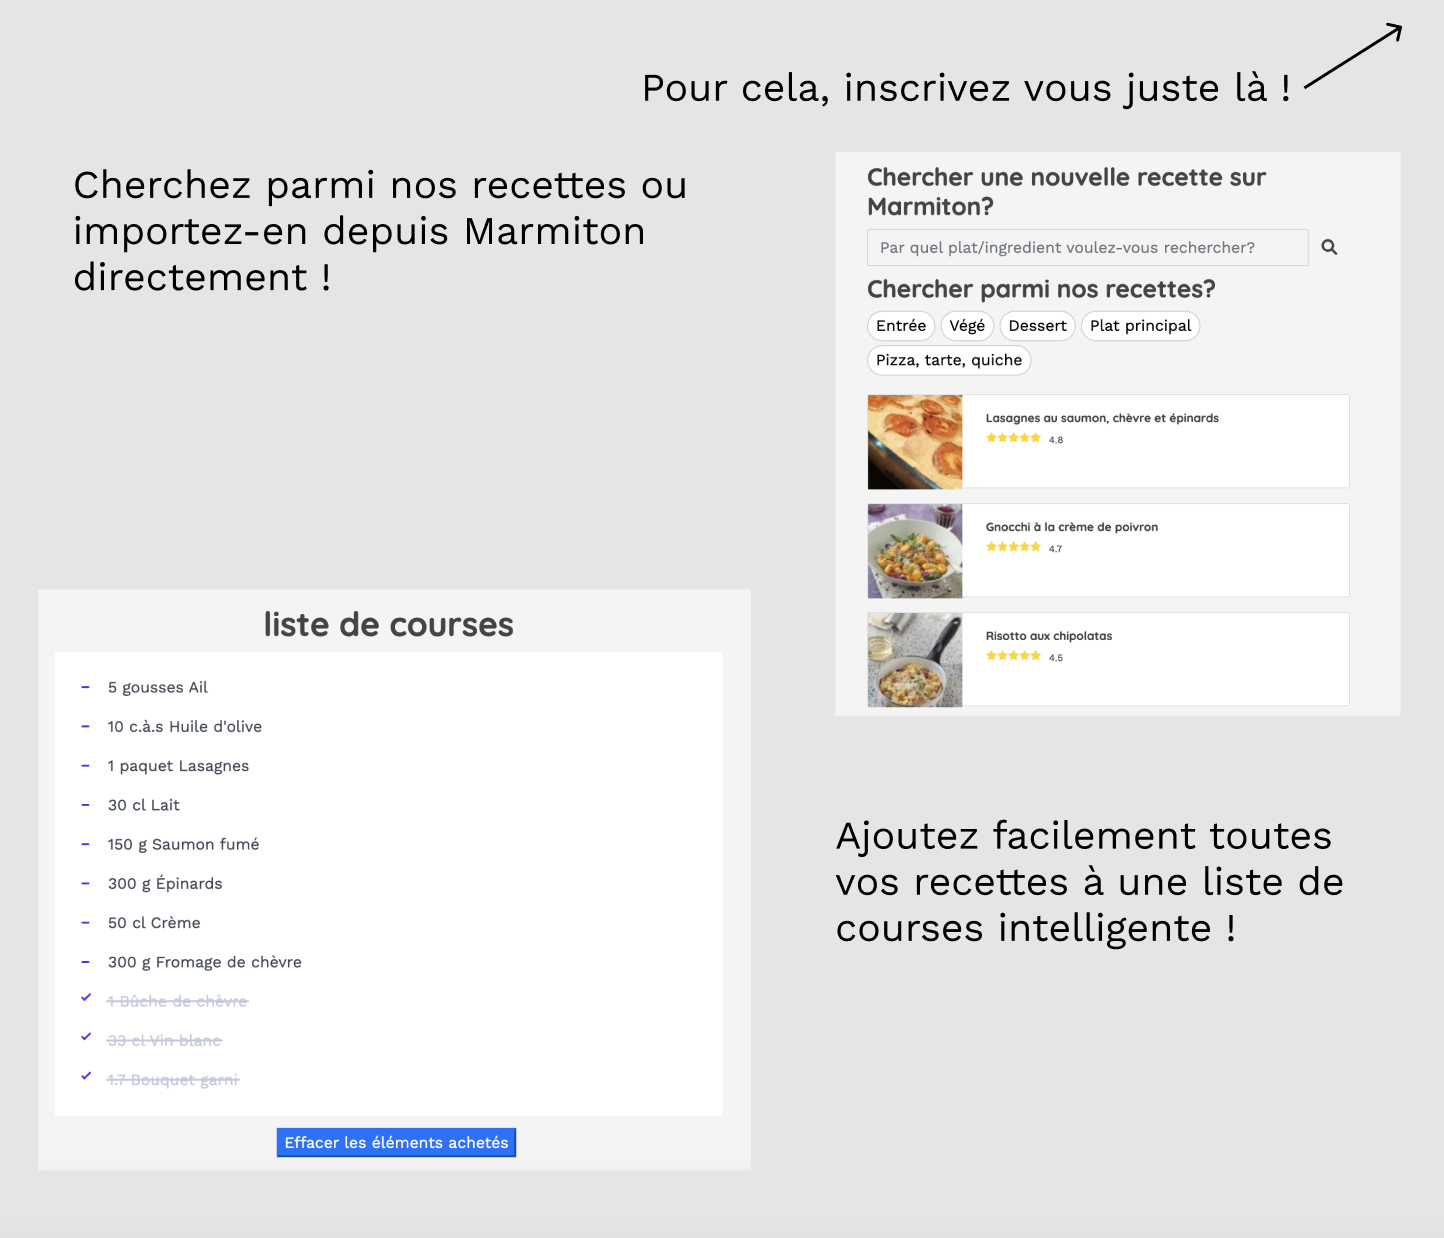 Pour cela, inscrivez vous juste là !
Cherchez parmi nos recettes ou
importez-en depuis Marmiton
directement !
Chercher une nouvelle recette sur
Marmiton?
Par quel plat/ingredient voulez-vous rechercher?
Chercher parmi nos recettes?
Entrée Végé Dessert Plat principal
Pizza, tarte, quiche
Lasagnes au saumon, chèvre et épinards
4.8
Gnocchi à la crème de poivron
4.7
Risotto aux chipolatas
4.5
liste de courses
- 5 gousses Ail
- 10 c.à.s Huile d'olive
- 1 paquet Lasagnes
- 30 cl Lait
- 150 g Saumon fumé
- 300 g Épinards
- 50 cl Crème
- 300 g Fromage de chèvre
1 Bûche de chèvre
33 cl Vin blanc
1.7 Bouquet garni
Effacer les éléments achetés
Ajoutez facilement toutes
vos recettes à une liste de
courses intelligente !